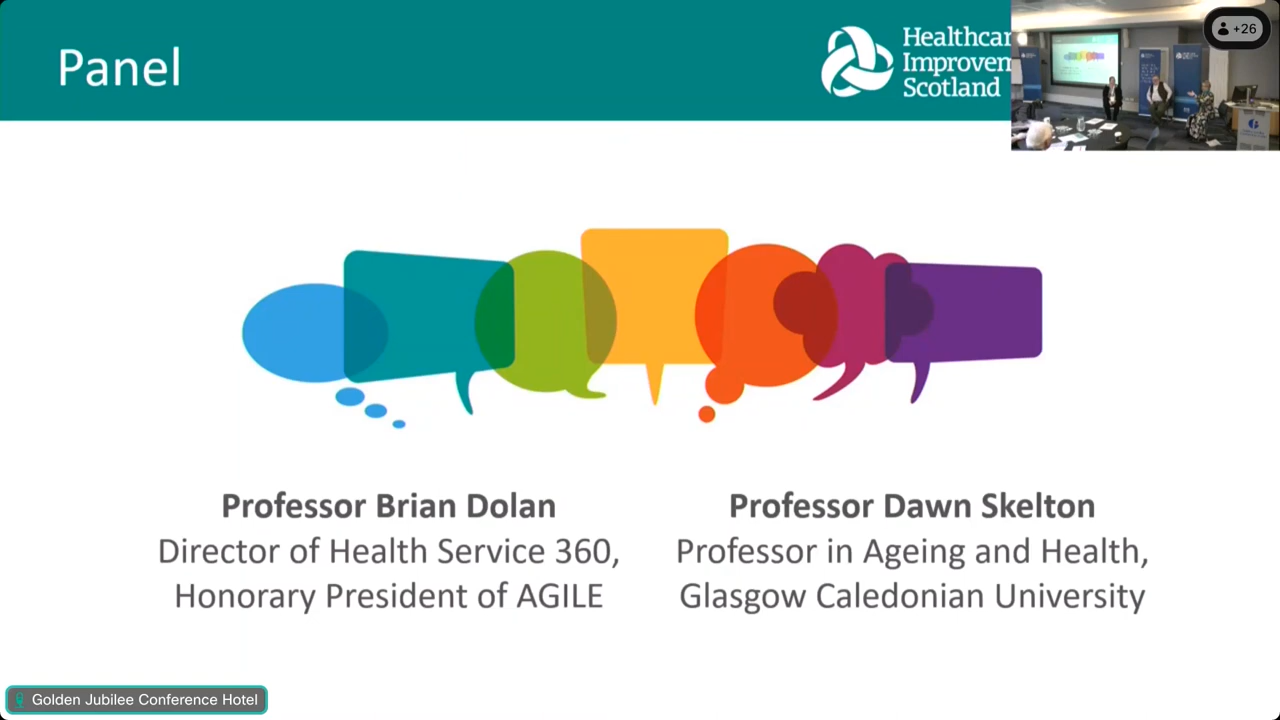 Panel
Healthcar
Improvem
Scotland
+26
Professor Brian Dolan
Director of Health Service 360,
Honorary President of AGILE
Professor Dawn Skelton
Professor in Ageing and Health,
Glasgow Caledonian University
Golden Jubilee Conference Hotel